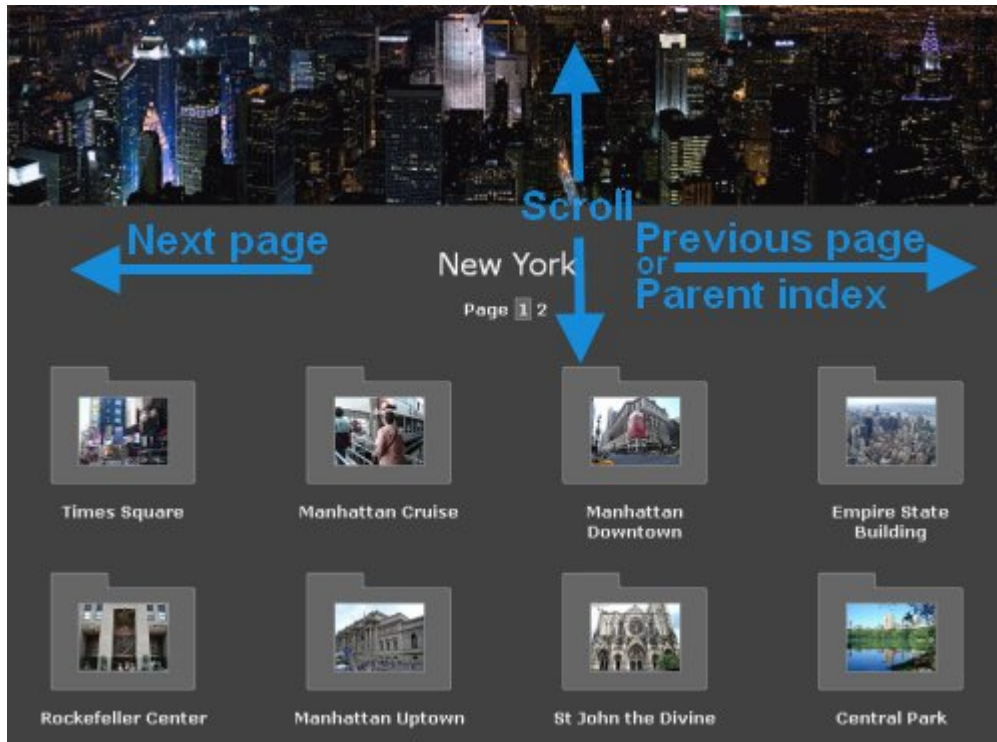 Scroll
Next page
Previous page
or
Parent index
New York
Page 1 2
Times Square
Manhattan Cruise
Manhattan
Downtown
Empire State
Building
Rockefeller Center
Manhattan Uptown
St John the Divine
Central Park